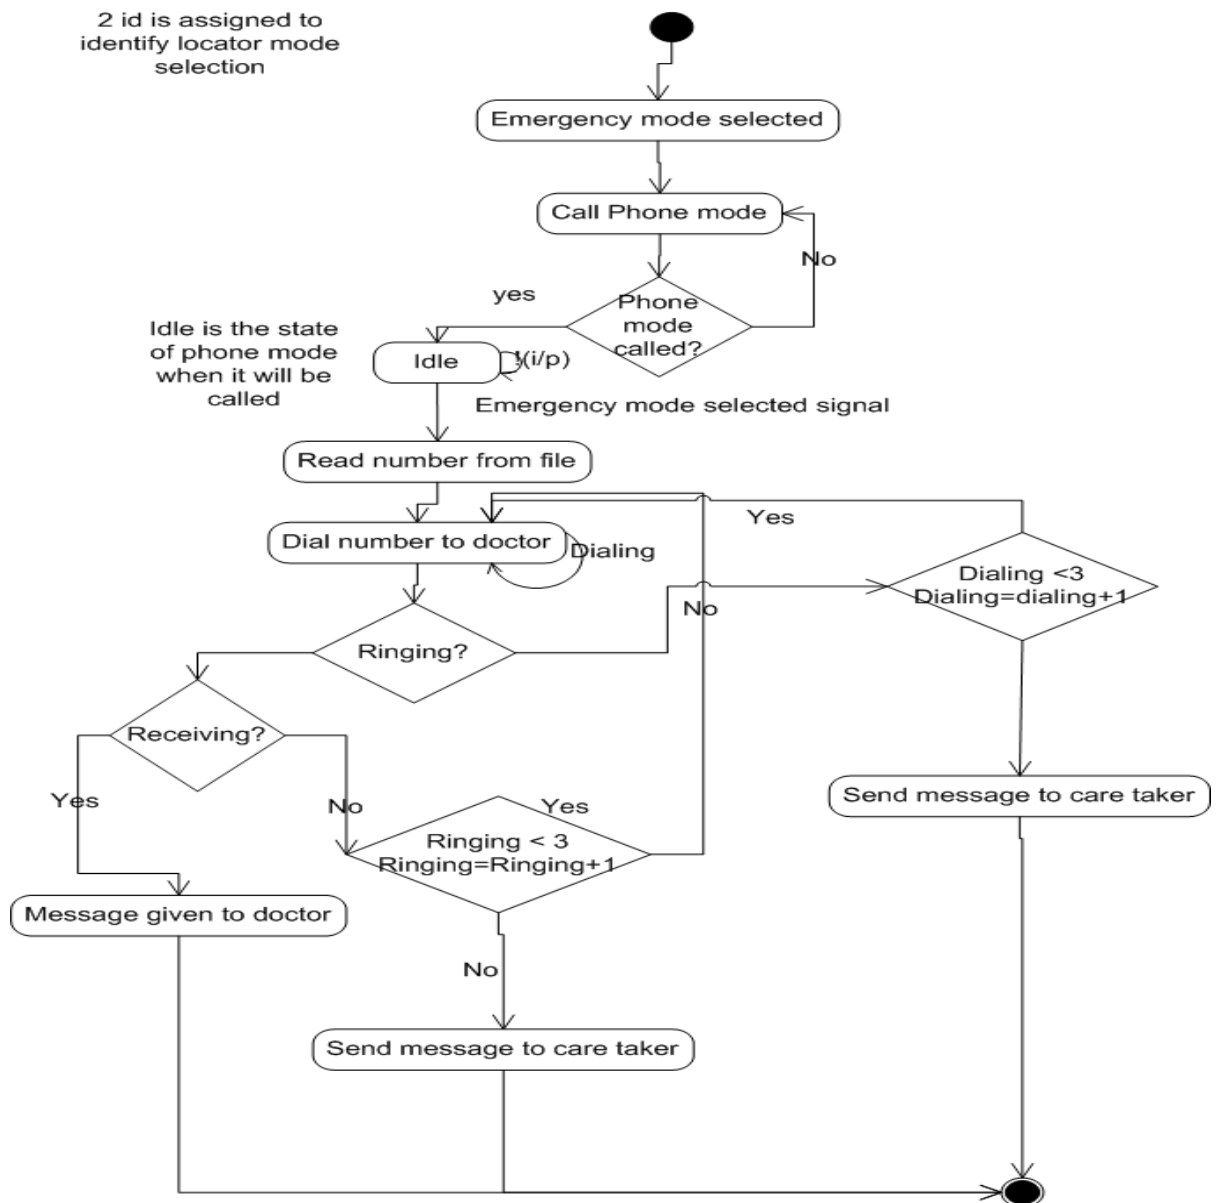 2 id is assigned to
identify locator mode
selection
Emergency mode selected
Call Phone mode
No
yes
Phone
mode
called?
Idle is the state
of phone mode
when it will be
called
Idle
!(i/p)
Emergency mode selected signal
Read number from file
Yes
Dial number to doctor
Dialing
Dialing <3
Dialing=dialing+1
No
Ringing?
Receiving?
Yes
No
Yes
Ringing < 3
Ringing=Ringing+1
Send message to care taker
Message given to doctor
No
Send message to care taker